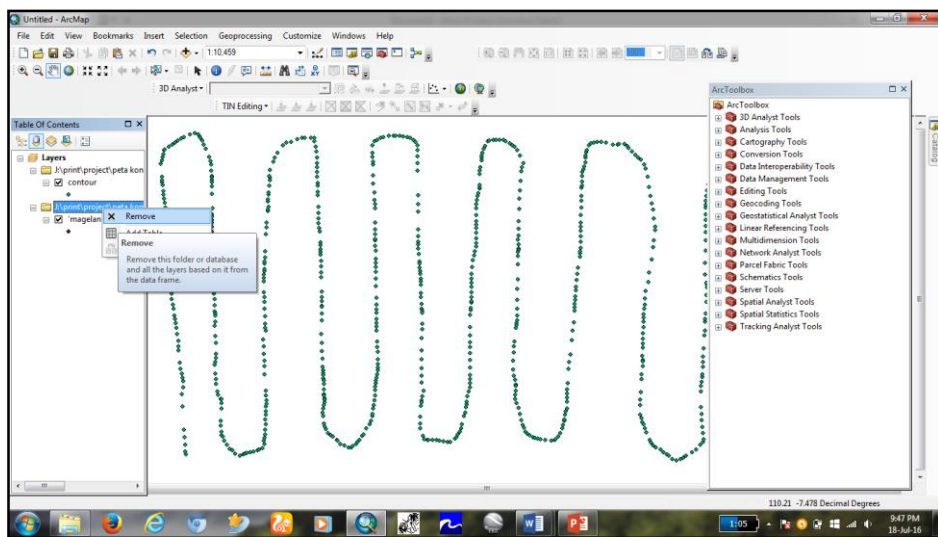 Untitled - ArcMap
File Edit View Bookmarks Insert Selection Geoprocessing Customize Windows Help
1:10,459
3D Analyst
TIN Editing
Table Of Contents
Layers
J:\print\project\peta kon
contour
J:\print\project\peta kon
'magelan
Remove
Add Table
Remove
Remove this folder or database
and all the layers based on it from
the data frame.
ArcToolbox
ArcToolbox
3D Analyst Tools
Analysis Tools
Cartography Tools
Conversion Tools
Data Interoperability Tools
Data Management Tools
Editing Tools
Geocoding Tools
Geostatistical Analyst Tools
Linear Referencing Tools
Multidimension Tools
Network Analyst Tools
Parcel Fabric Tools
Schematics Tools
Server Tools
Spatial Analyst Tools
Spatial Statistics Tools
Tracking Analyst Tools
Catalog
110.21 -7.478 Decimal Degrees
1:05
9:47 PM
18-Jul-16